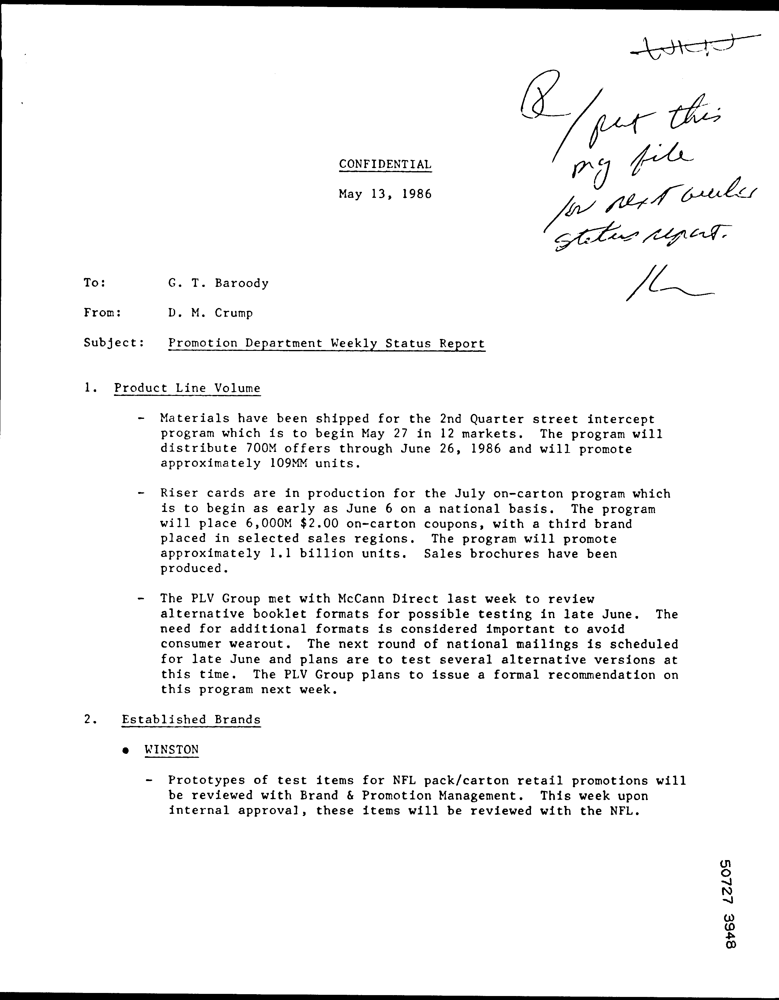 put this
my file
for next weeks
status report.
CONFIDENTIAL
May 13, 1986
To: G. T. Baroody
From: D. M. Crump
Subject: Promotion Department Weekly Status Report
1. Product Line Volume
- Materials have been shipped for the 2nd Quarter street intercept
program which is to begin May 27 in 12 markets. The program will
distribute 700M offers through June 26, 1986 and will promote
approximately 109MM units.
- Riser cards are in production for the July on-carton program which
is to begin as early as June 6 on a national basis. The program
will place 6,000M $2.00 on-carton coupons, with a third brand
placed in selected sales regions. The program will promote
approximately 1.1 billion units. Sales brochures have been
produced.
- The PLV Group met with McCann Direct last week to review
alternative booklet formats for possible testing in late June. The
need for additional formats is considered important to avoid
consumer wearout. The next round of national mailings is scheduled
for late June and plans are to test several alternative versions at
this time. The PLV Group plans to issue a formal recommendation on
this program next week.
2. Established Brands
● WINSTON
- Prototypes of test items for NFL pack/carton retail promotions will
be reviewed with Brand & Promotion Management. This week upon
internal approval, these items will be reviewed with the NFL.
50727 3948